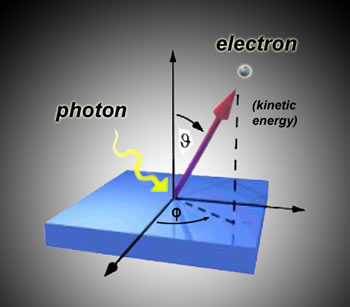 electron
photon
(kinetic
energy)
ϑ
φ